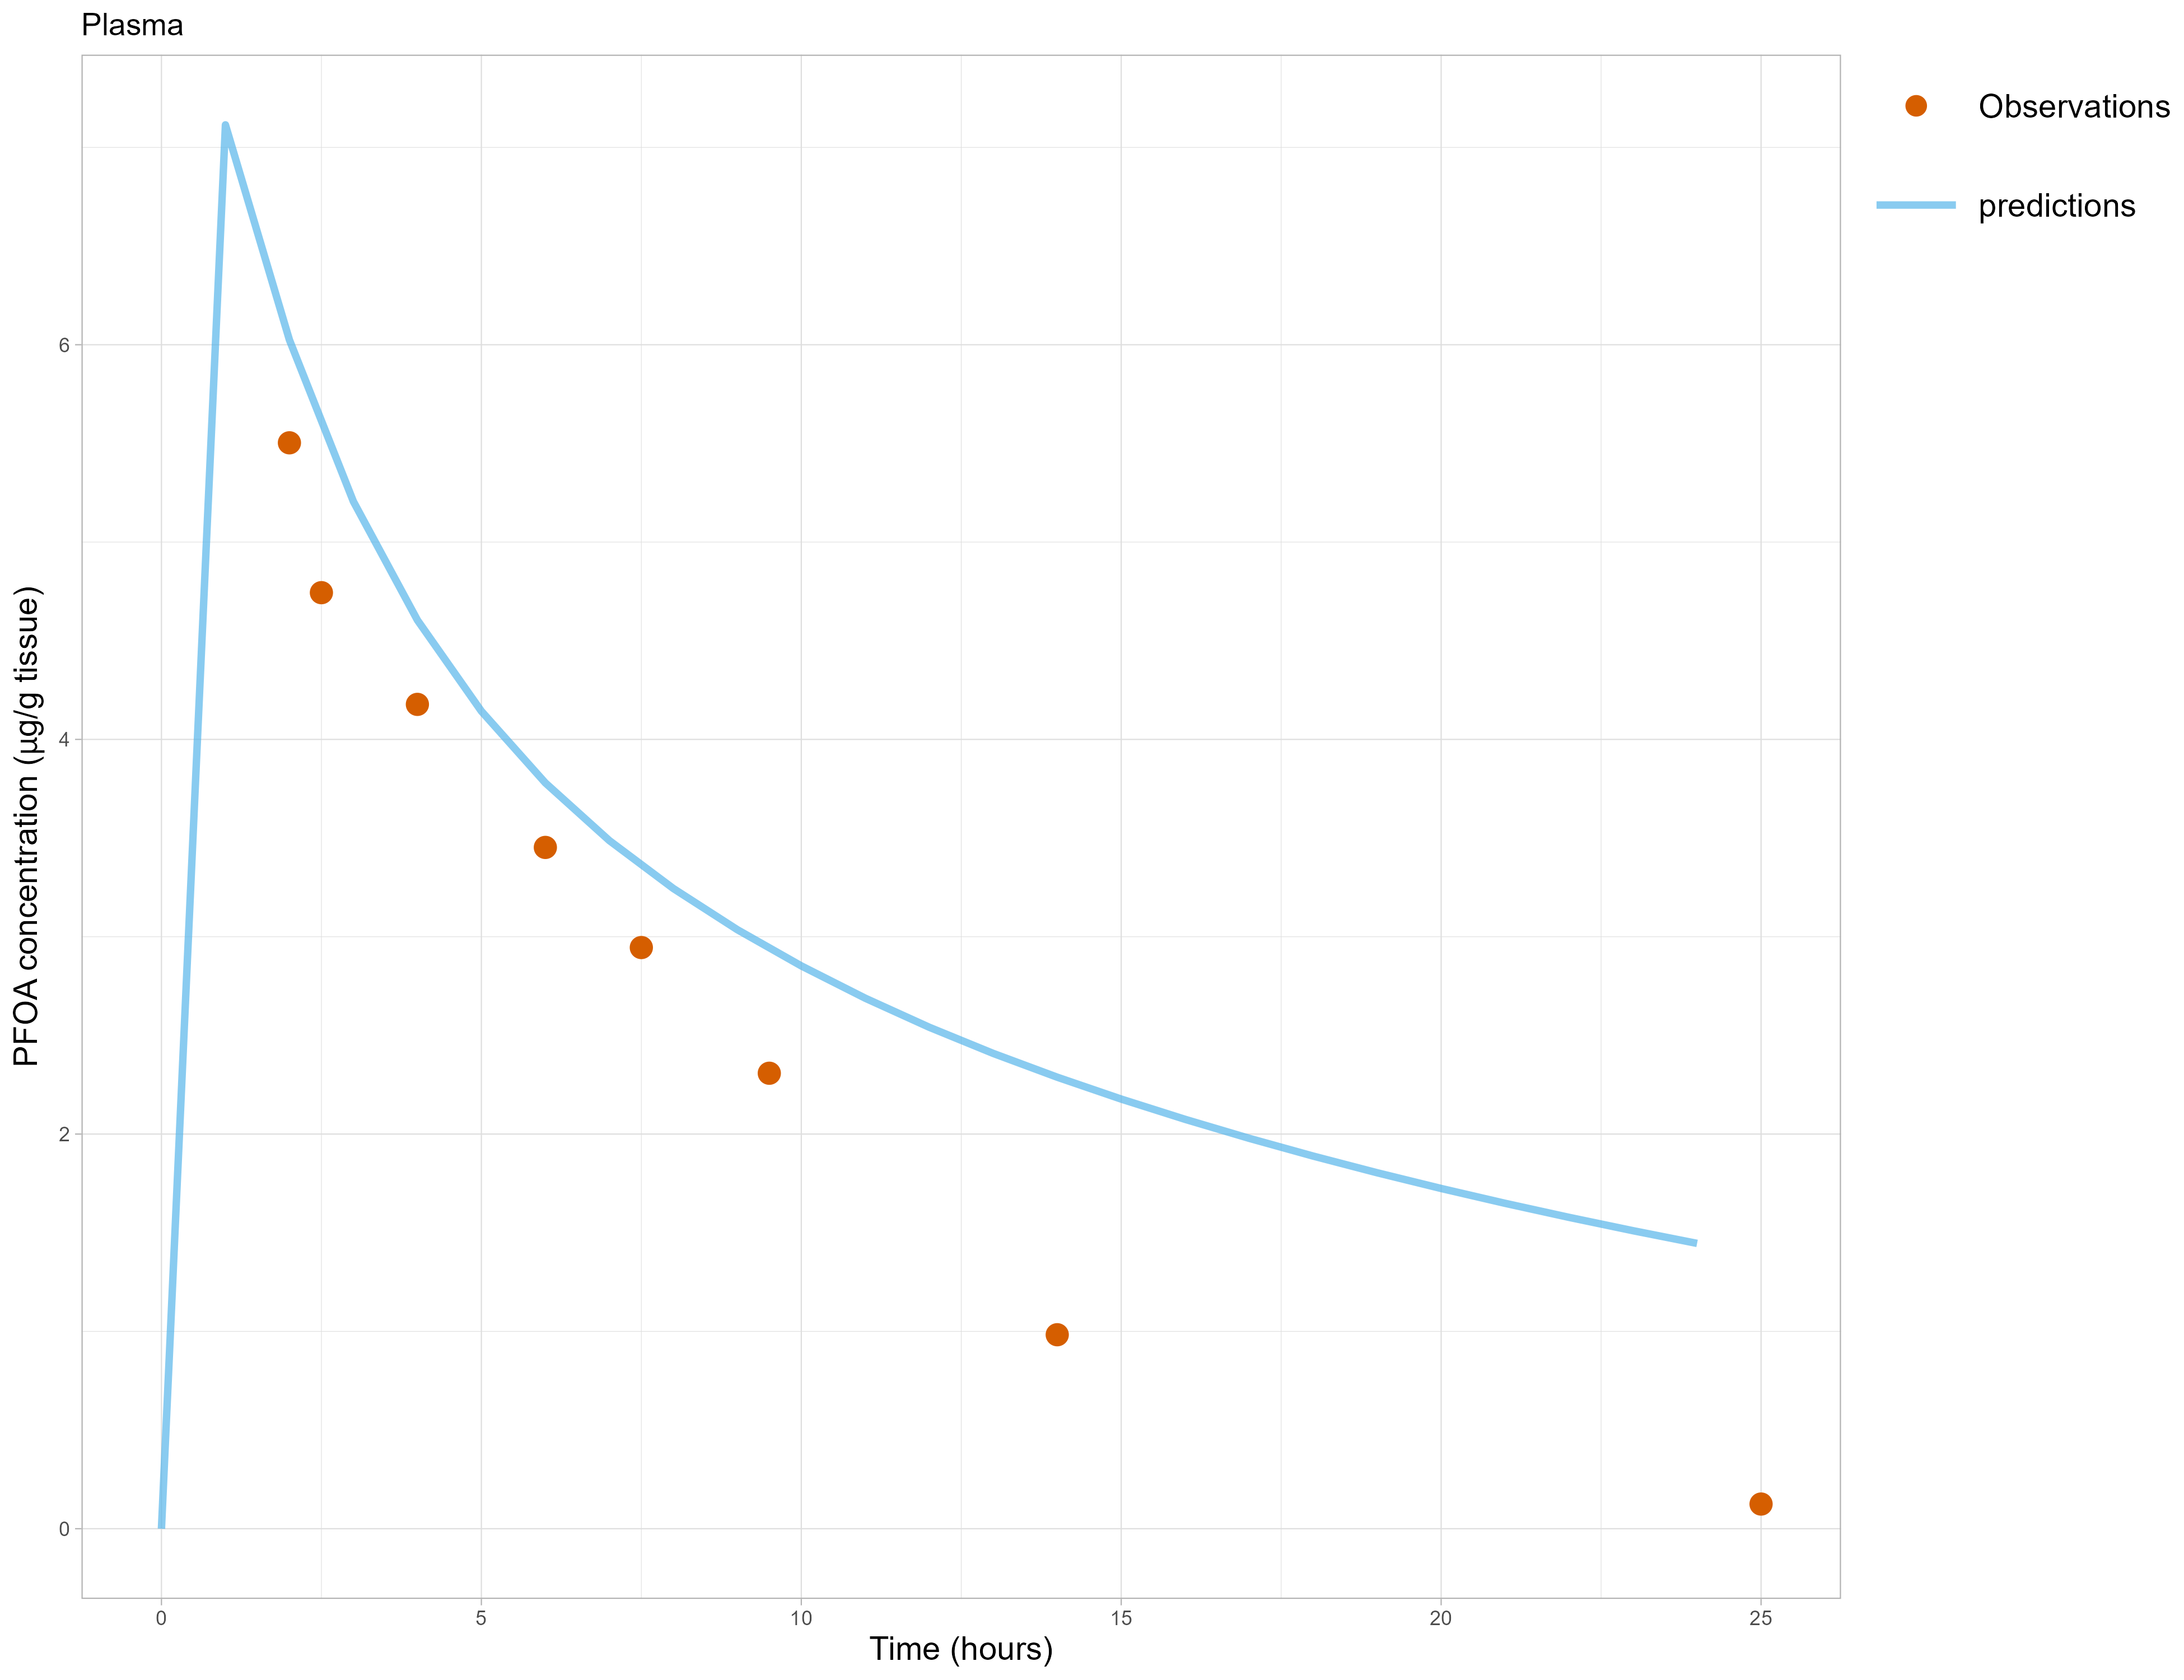 Plasma
Observations
predictions
PFOA concentration (µg/g tissue)
6
4
2
0
0 5 10 15 20 25
Time (hours)